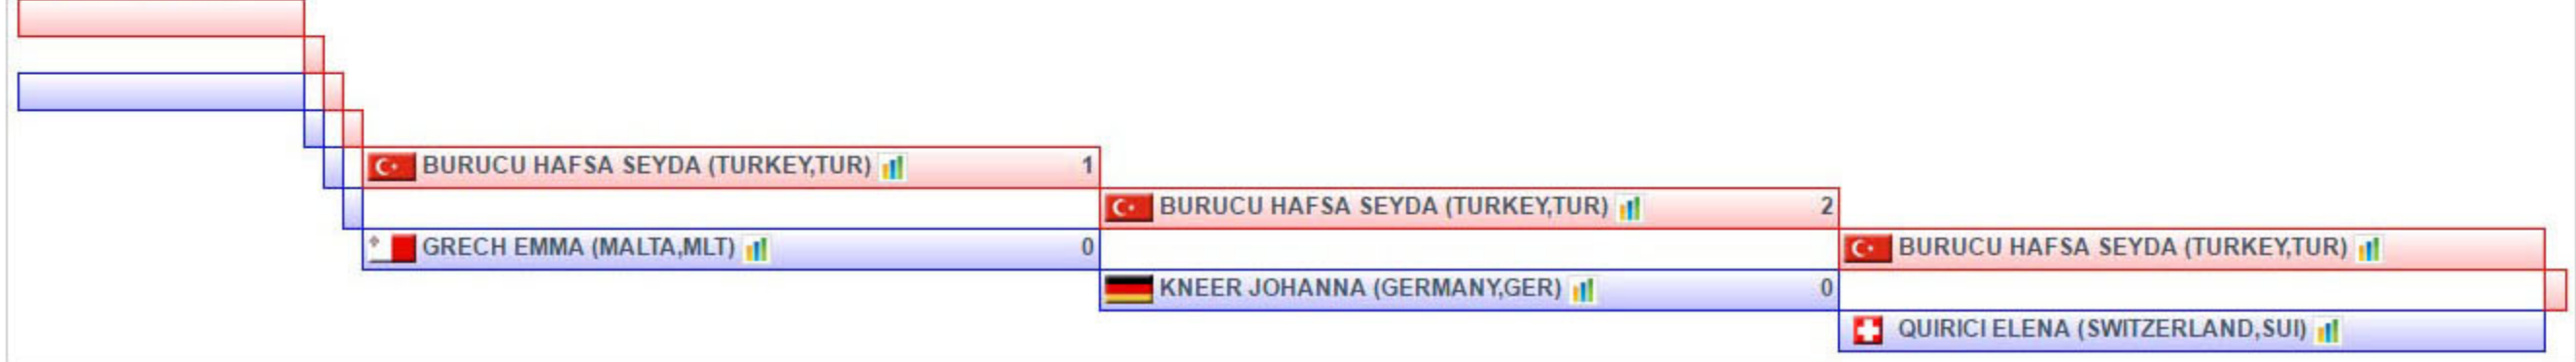 BURUCU HAFSA SEYDA (TURKEY,TUR) 1
BURUCU HAFSA SEYDA (TURKEY,TUR) 2
GRECH EMMA (MALTA,MLT) 0
BURUCU HAFSA SEYDA (TURKEY,TUR)
KNEER JOHANNA (GERMANY,GER) 0
QUIRICI ELENA (SWITZERLAND,SUI)